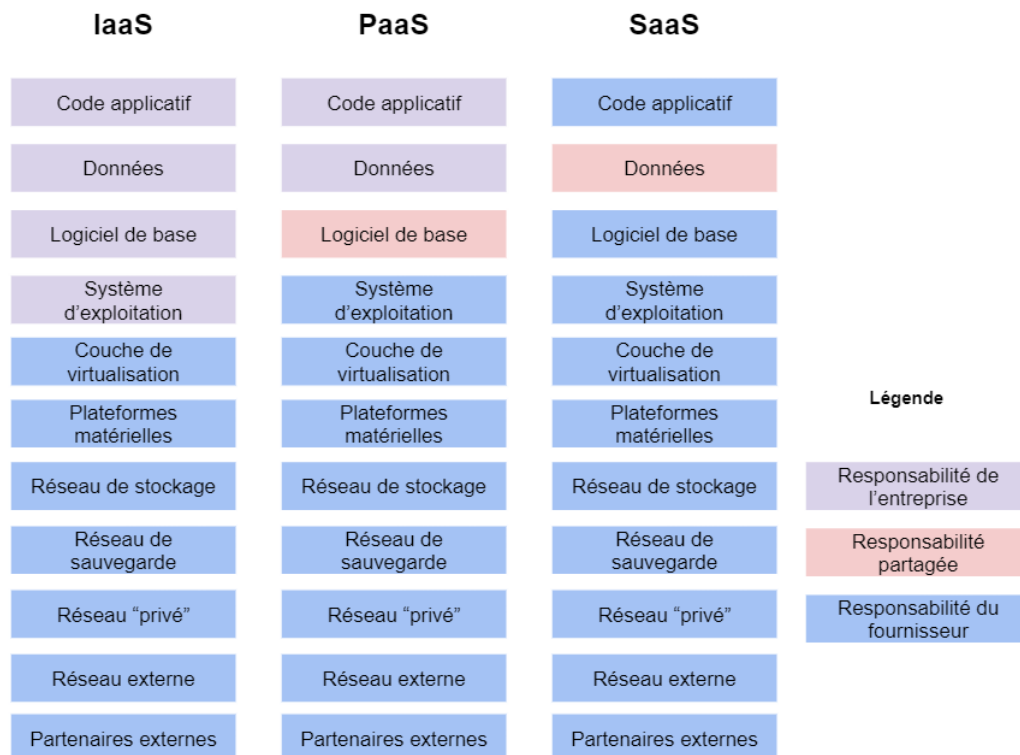 IaaS
PaaS
SaaS
Code applicatif
Code applicatif
Code applicatif
Données
Données
Données
Logiciel de base
Logiciel de base
Logiciel de base
Système
d’exploitation
Système
d’exploitation
Système
d’exploitation
Couche de
virtualisation
Couche de
virtualisation
Couche de
virtualisation
Plateformes
matérielles
Plateformes
matérielles
Plateformes
matérielles
Légende
Réseau de stockage
Réseau de stockage
Réseau de stockage
Responsabilité de
l’entreprise
Réseau de
sauvegarde
Réseau de
sauvegarde
Réseau de
sauvegarde
Responsabilité
partagée
Réseau “privé”
Réseau “privé”
Réseau “privé”
Responsabilité du
fournisseur
Réseau externe
Réseau externe
Réseau externe
Partenaires externes
Partenaires externes
Partenaires externes